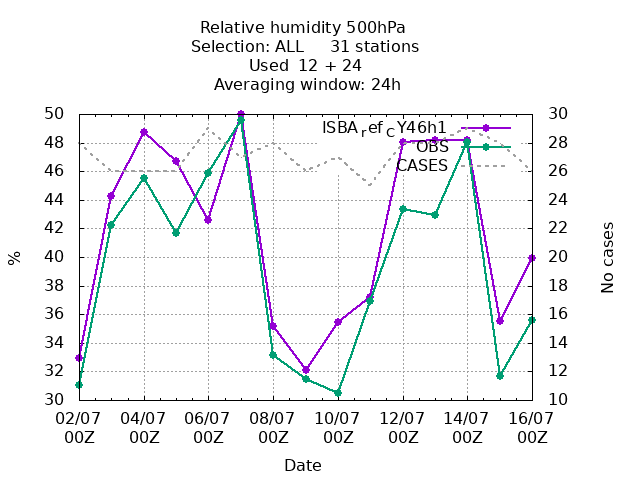 Relative humidity 500hPa
Selection: ALL 31 stations
Used 12 + 24
Averaging window: 24h
ISBA_ref_CY46h1
OBS
CASES
50
48
46
44
42
40
38
36
34
32
30
30
28
26
24
22
20
18
16
14
12
10
%
No cases
02/07 04/07 06/07 08/07 10/07 12/07 14/07 16/07
00Z 00Z 00Z 00Z 00Z 00Z 00Z 00Z
Date